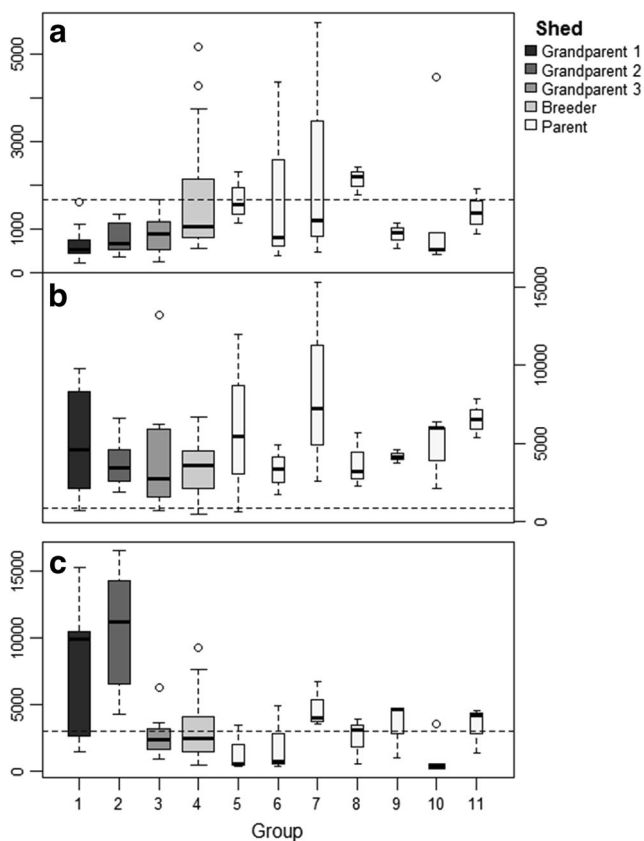 a
Shed
Grandparent 1
Grandparent 2
Grandparent 3
Breeder
Parent
5000
3000
1000
0
b
15000
10000
5000
0
c
15000
10000
5000
0
1 2 3 4 5 6 7 8 9 10 11
Group